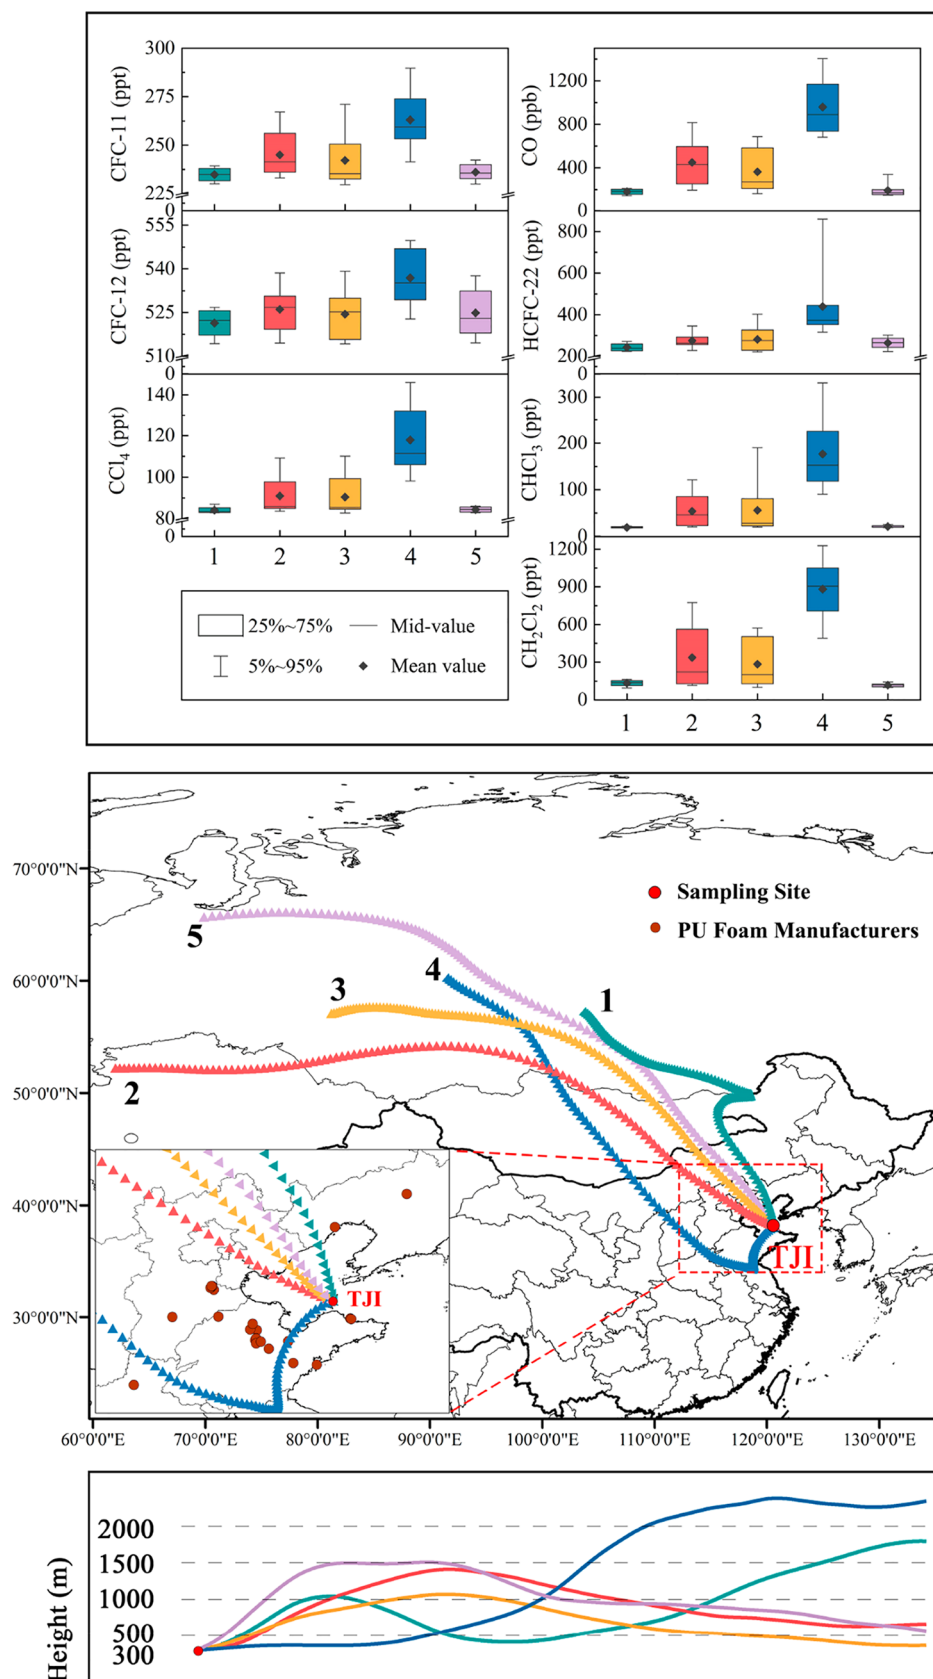 CFC-11 (ppt)
300
275
250
225
0
CFC-12 (ppt)
555
540
525
510
0
CCl4 (ppt)
140
120
100
80
0
1 2 3 4 5
CO (ppb)
1200
800
400
0
HCFC-22 (ppt)
800
600
400
200
0
CHCl3 (ppt)
300
200
100
0
CH2Cl2 (ppt)
1200
900
600
300
0
1 2 3 4 5
25%~75% Mid-value
5%~95% Mean value
70°0'0"N
60°0'0"N
50°0'0"N
40°0'0"N
30°0'0"N
Sampling Site
PU Foam Manufacturers
5
4
3
1
2
TJI
TJI
60°0'0"E 70°0'0"E 80°0'0"E 90°0'0"E 100°0'0"E 110°0'0"E 120°0'0"E 130°0'0"E
Height (m)
2000
1500
1000
500
300